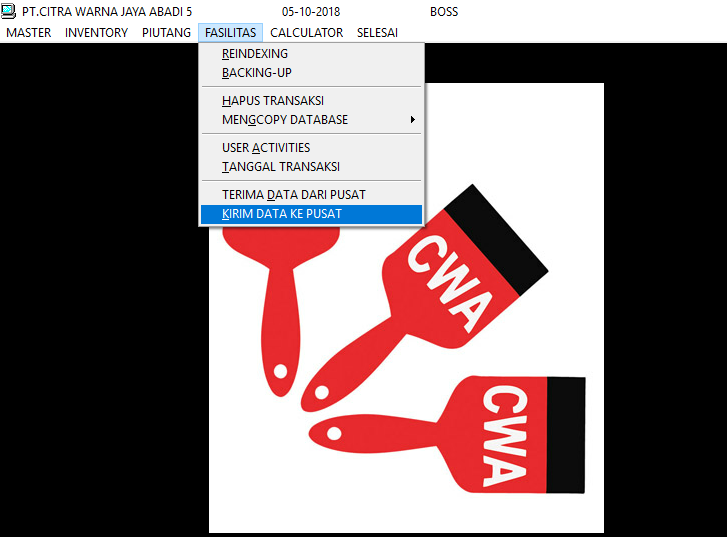 PT.CITRA WARNA JAYA ABADI 5 05-10-2018 BOSS
MASTER INVENTORY PIUTANG FASILITAS CALCULATOR SELESAI
REINDEXING
BACKING-UP
HAPUS TRANSAKSI
MENGCOPY DATABASE
USER ACTIVITIES
TANGGAL TRANSAKSI
TERIMA DATA DARI PUSAT
KIRIM DATA KE PUSAT
CWA
CWA